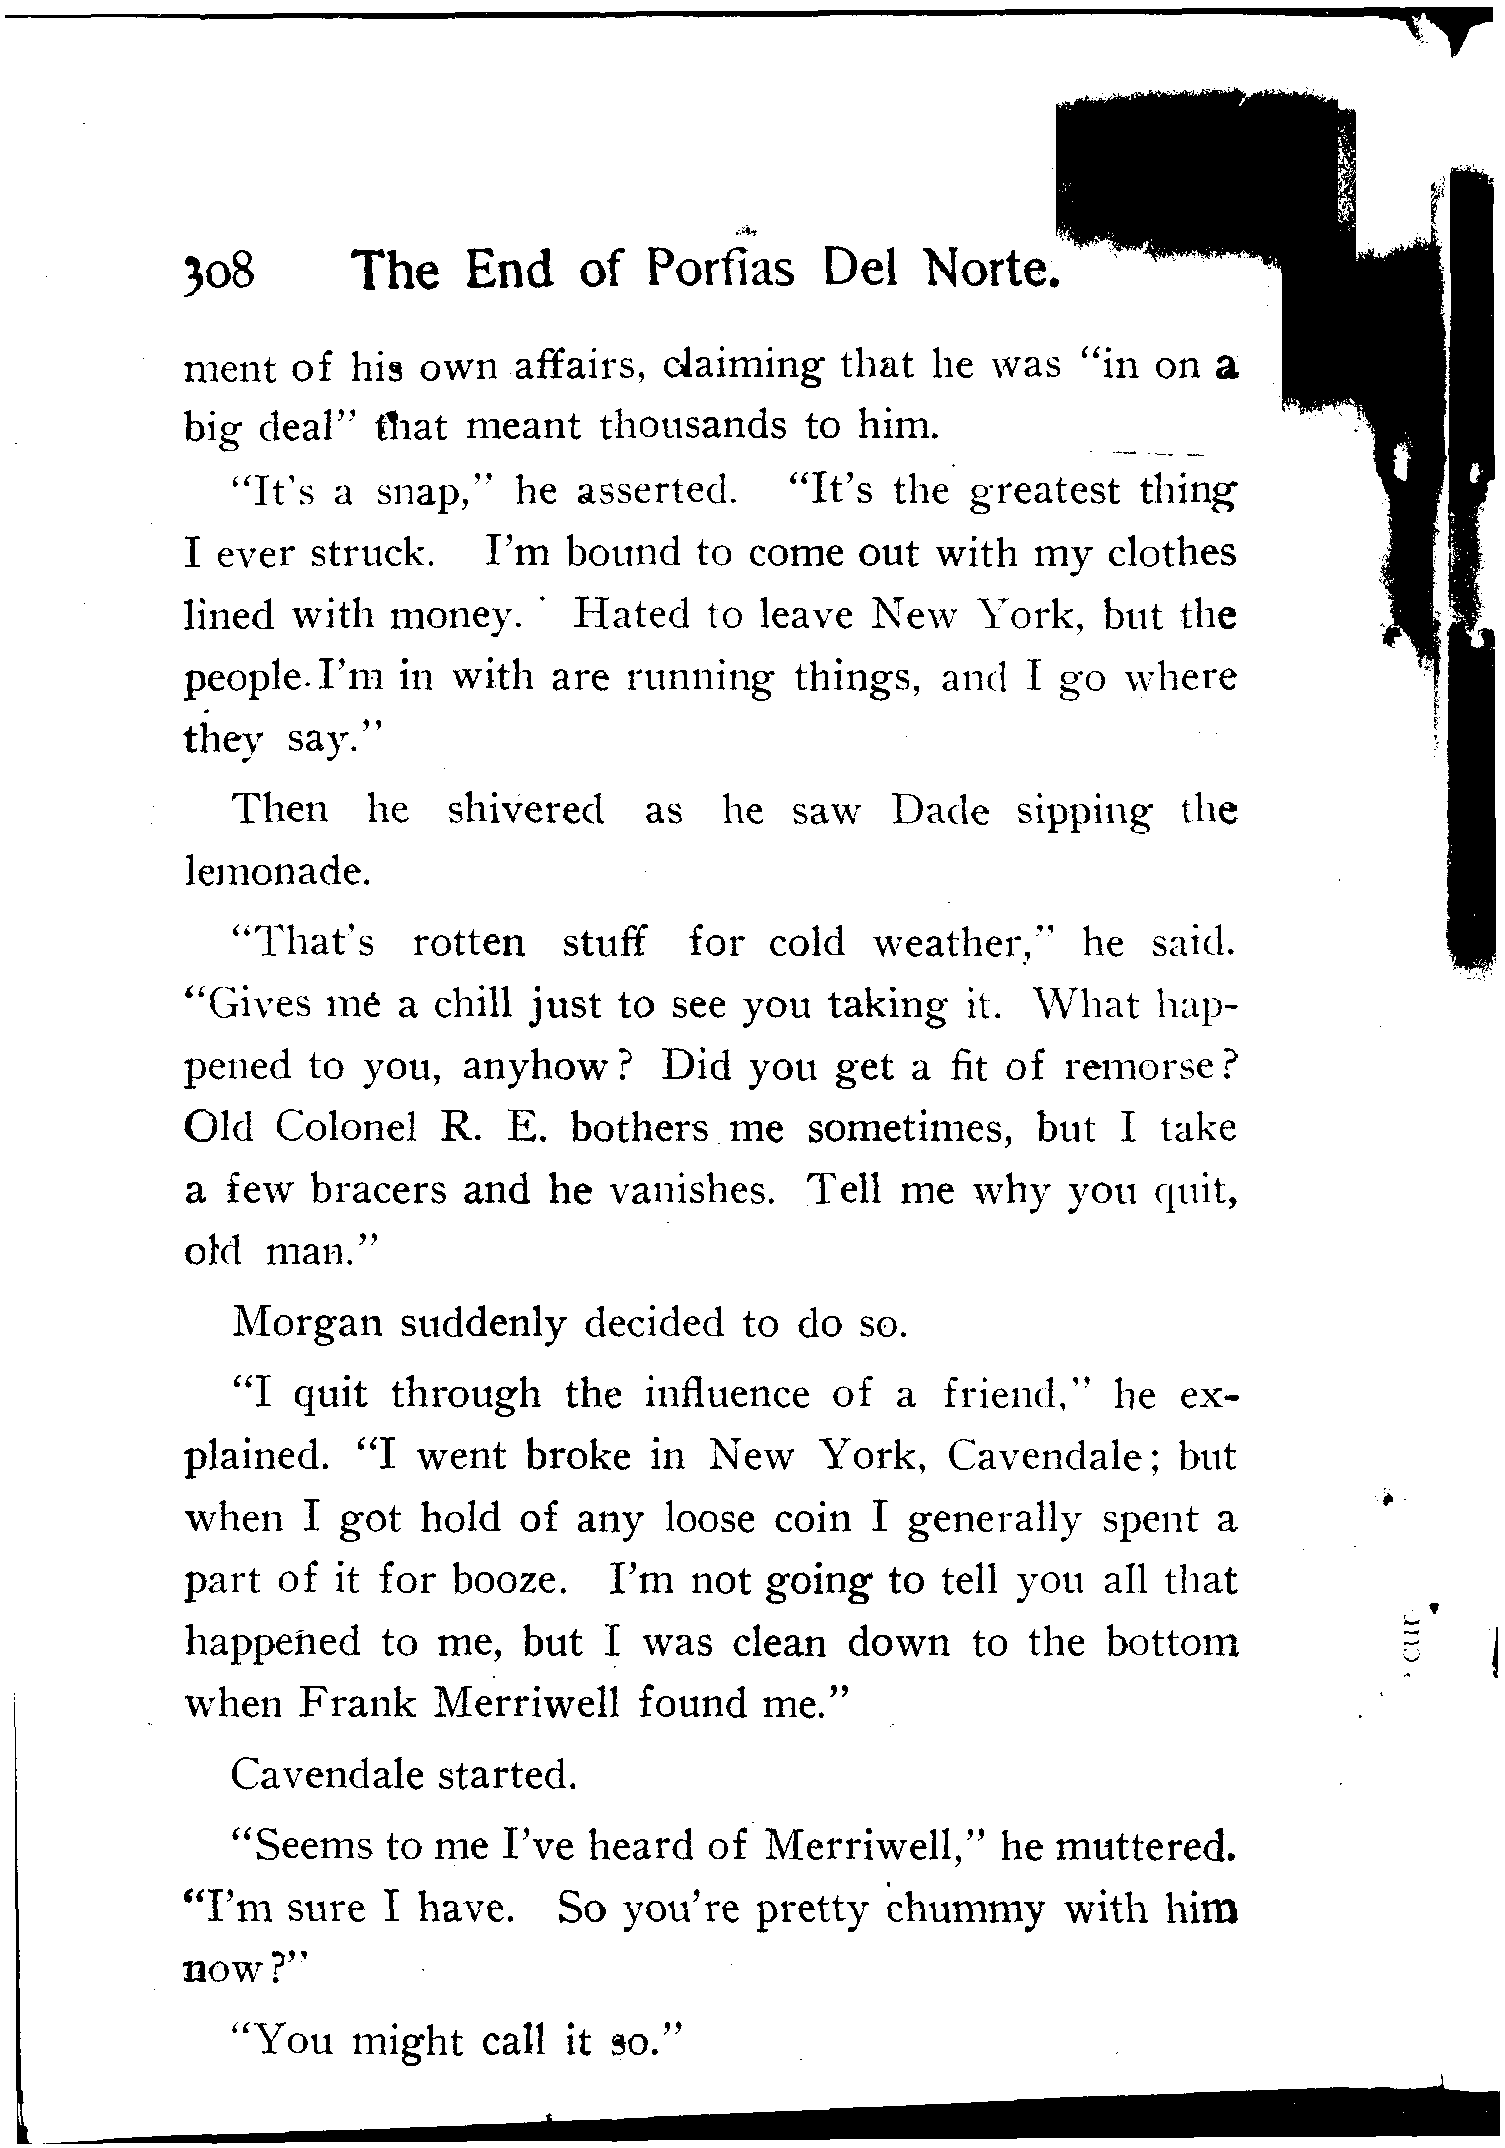 308 The End of Porfias Del Norte.
ment of his own affairs, claiming that he was “in on a
big deal” that meant thousands to him.
“It’s a snap,” he asserted. “It’s the greatest thing
I ever struck. I’m bound to come out with my clothes
lined with money. Hated to leave New York, but the
people I’m in with are running things, and I go where
they say.”
Then he shivered as he saw Dade sipping the
lemonade.
“That’s rotten stuff for cold weather,” he said.
“Gives me a chill just to see you taking it. What hap-
pened to you, anyhow? Did you get a fit of remorse?
Old Colonel R. E. bothers me sometimes, but I take
a few bracers and he vanishes. Tell me why you quit,
old man.”
Morgan suddenly decided to do so.
“I quit through the influence of a friend,” he ex-
plained. “I went broke in New York, Cavendale; but
when I got hold of any loose coin I generally spent a
part of it for booze. I’m not going to tell you all that
happened to me, but I was clean down to the bottom
when Frank Merriwell found me.”
Cavendale started.
“Seems to me I’ve heard of Merriwell,” he muttered.
“I’m sure I have. So you’re pretty chummy with him
now?”
“You might call it so.”